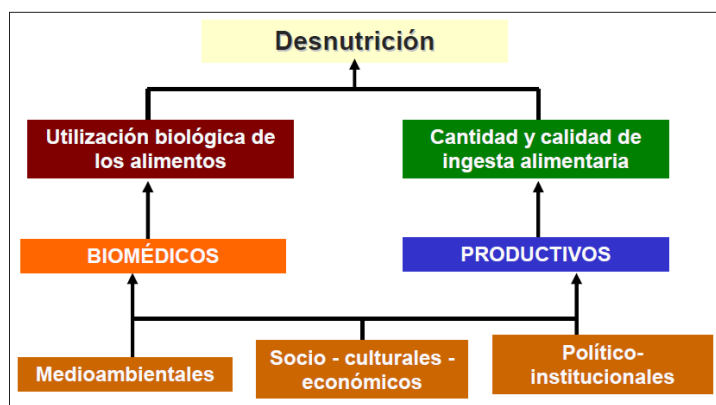 Desnutrición
Utilización biológica de
los alimentos
Cantidad y calidad de
ingesta alimentaria
BIOMÉDICOS
PRODUCTIVOS
Medioambientales
Socio - culturales -
económicos
Político-
institucionales